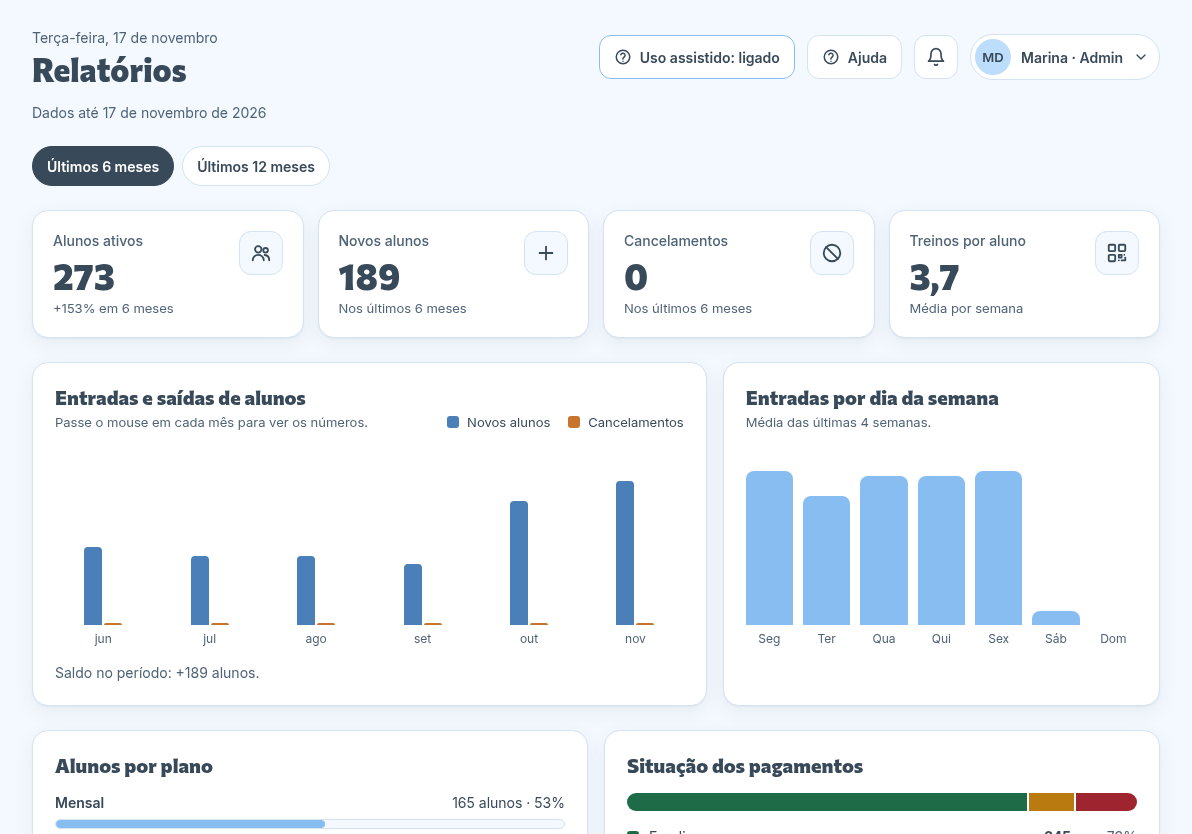 Terça-feira, 17 de novembro
Relatórios
Dados até 17 de novembro de 2026
Uso assistido: ligado
Ajuda
MD
Marina · Admin
Últimos 6 meses
Últimos 12 meses
Alunos ativos
273
+153% em 6 meses
Novos alunos
189
Nos últimos 6 meses
Cancelamentos
0
Nos últimos 6 meses
Treinos por aluno
3,7
Média por semana
Entradas e saídas de alunos
Passe o mouse em cada mês para ver os números.
Novos alunos
Cancelamentos
jun jul ago set out nov
Saldo no período: +189 alunos.
Entradas por dia da semana
Média das últimas 4 semanas.
Seg Ter Qua Qui Sex Sáb Dom
Alunos por plano
Mensal
165 alunos · 53%
Situação dos pagamentos